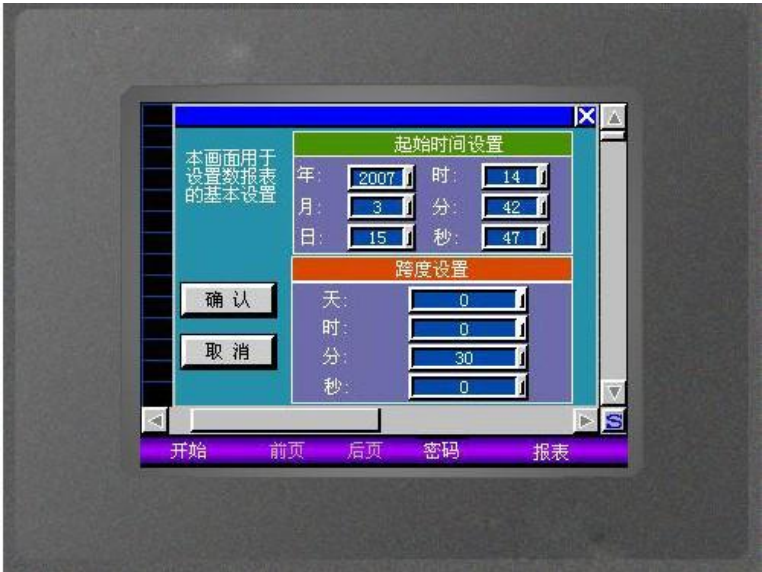 本画面用于
设置数报表
的基本设置
起始时间设置
年: 2007 时: 14
月: 3 分: 42
日: 15 秒: 47
跨度设置
天: 0
时: 0
分: 30
秒: 0
确 认
取 消
S
开始 前页 后页 密码 报表